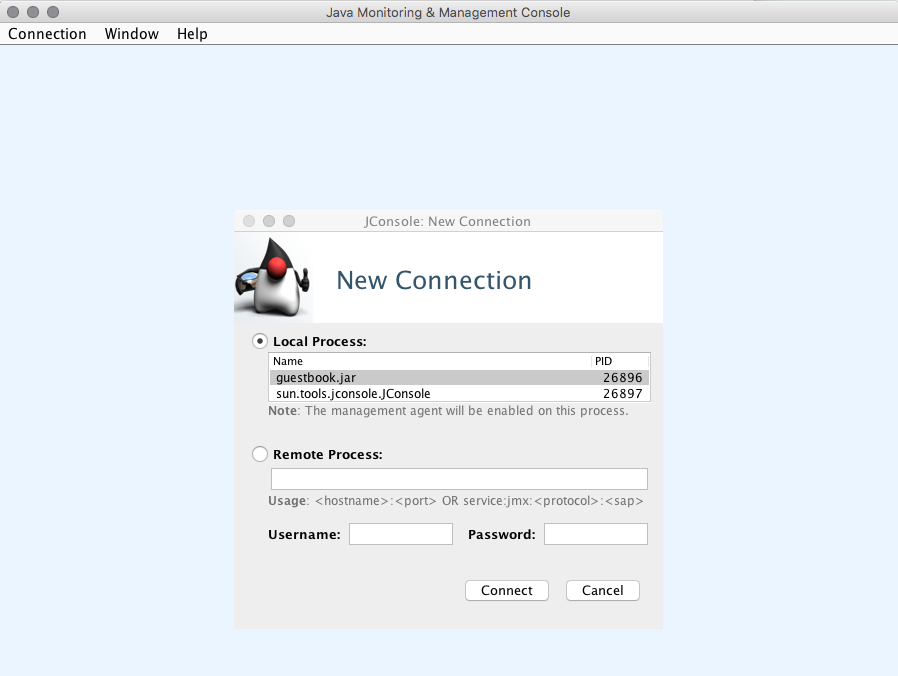 Java Monitoring & Management Console
Connection Window Help
JConsole: New Connection
New Connection
Local Process:
Name PID
guestbook.jar 26896
sun.tools.jconsole.JConsole 26897
Note: The management agent will be enabled on this process.
Remote Process:
Usage: <hostname>:<port> OR service:jmx:<protocol>:<sap>
Username: Password:
Connect Cancel